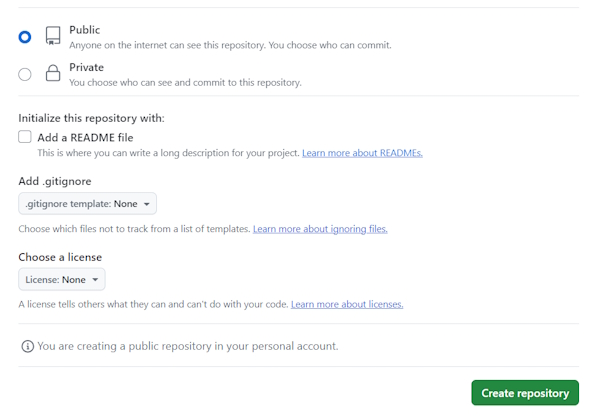 Public
Anyone on the internet can see this repository. You choose who can commit.
Private
You choose who can see and commit to this repository.
Initialize this repository with:
Add a README file
This is where you can write a long description for your project. Learn more about READMEs.
Add .gitignore
.gitignore template: None
Choose which files not to track from a list of templates. Learn more about ignoring files.
Choose a license
License: None
A license tells others what they can and can't do with your code. Learn more about licenses.
You are creating a public repository in your personal account.
Create repository